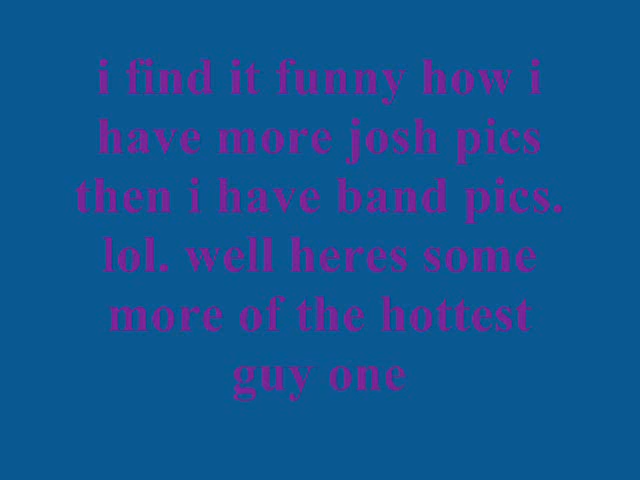 i find it funny how i
have more josh pics
then i have band pics.
lol. well heres some
more of the hottest
guy one